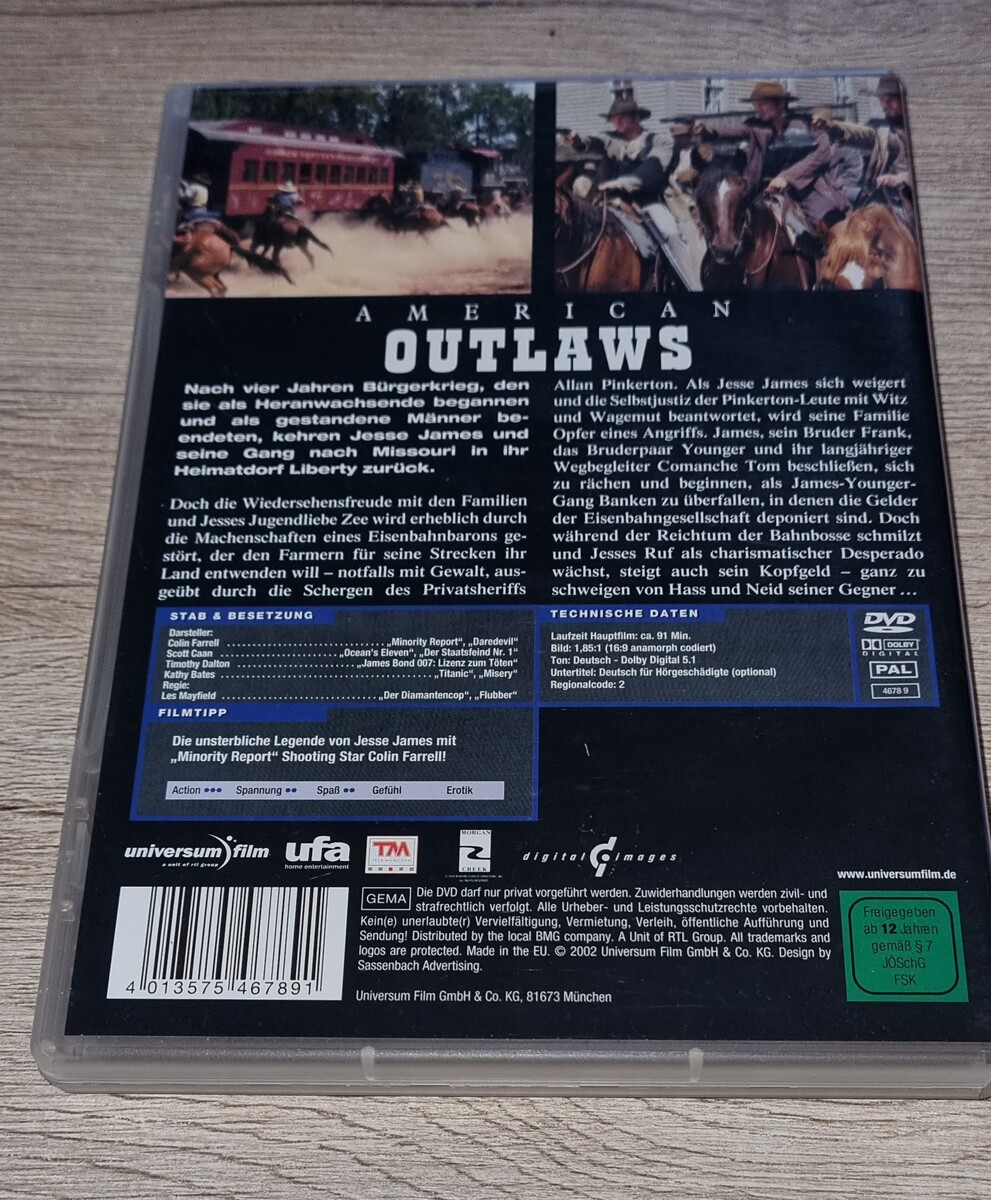 AMERICAN
OUTLAWS
Nach vier Jahren Bürgerkrieg, den
sie als Heranwachsende begannen
und als gestandene Männer be-
endeten, kehren Jesse James und
seine Gang nach Missouri in ihr
Heimatdorf Liberty zurück.
Doch die Wiedersehensfreude mit den Familien
und Jesses Jugendliebe Zee wird erheblich durch
die Machenschaften eines Eisenbahnbarons ge-
stört, der den Farmern für seine Strecken ihr
Land entwenden will – notfalls mit Gewalt, aus-
geübt durch die Schergen des Privatsheriffs
Allan Pinkerton. Als Jesse James sich weigert
und die Selbstjustiz der Pinkerton-Leute mit Witz
und Wagemut beantwortet, wird seine Familie
Opfer eines Angriffs. James, sein Bruder Frank,
das Bruderpaar Younger und ihr langjähriger
Wegbegleiter Comanche Tom beschließen, sich
zu rächen und beginnen, als James-Younger-
Gang Banken zu überfallen, in denen die Gelder
der Eisenbahngesellschaft deponiert sind. Doch
während der Reichtum der Bahnbosse schmilzt
und Jesses Ruf als charismatischer Desperado
wächst, steigt auch sein Kopfgeld – ganz zu
schweigen von Hass und Neid seiner Gegner ...
STAB & BESETZUNG
Darsteller:
Colin Farrell ........ „Minority Report“, „Daredevil“
Scott Caan ........ „Ocean's Eleven“, „Der Staatsfeind Nr. 1“
Timothy Dalton ........ „James Bond 007: Lizenz zum Töten“
Kathy Bates ........ „Titanic“, „Misery“
Regie:
Les Mayfield ........ „Der Diamantencop“, „Flubber“
TECHNISCHE DATEN
Laufzeit Hauptfilm: ca. 91 Min.
Bild: 1,85:1 (16:9 anamorph codiert)
Ton: Deutsch - Dolby Digital 5.1
Untertitel: Deutsch für Hörgeschädigte (optional)
Regionalcode: 2
DVD
DOLBY
DIGITAL
PAL
4678 9
FILMTIPP
Die unsterbliche Legende von Jesse James mit
„Minority Report“ Shooting Star Colin Farrell!
Action ●●● Spannung ●● Spaß ●● Gefühl Erotik
universum film
a unit of rtl group
ufa
home entertainment
TM
MORGAN
CREEK
digital images
www.universumfilm.de
GEMA
Die DVD darf nur privat vorgeführt werden. Zuwiderhandlungen werden zivil- und
strafrechtlich verfolgt. Alle Urheber- und Leistungsschutzrechte vorbehalten.
Kein(e) unerlaubte(r) Vervielfältigung, Vermietung, Verleih, öffentliche Aufführung und
Sendung! Distributed by the local BMG company. A Unit of RTL Group. All trademarks and
logos are protected. Made in the EU. © 2002 Universum Film GmbH & Co. KG. Design by
Sassenbach Advertising.
Universum Film GmbH & Co. KG, 81673 München
4 013575 467891
Freigegeben
ab 12 Jahren
gemäß § 7
JÖSchG
FSK